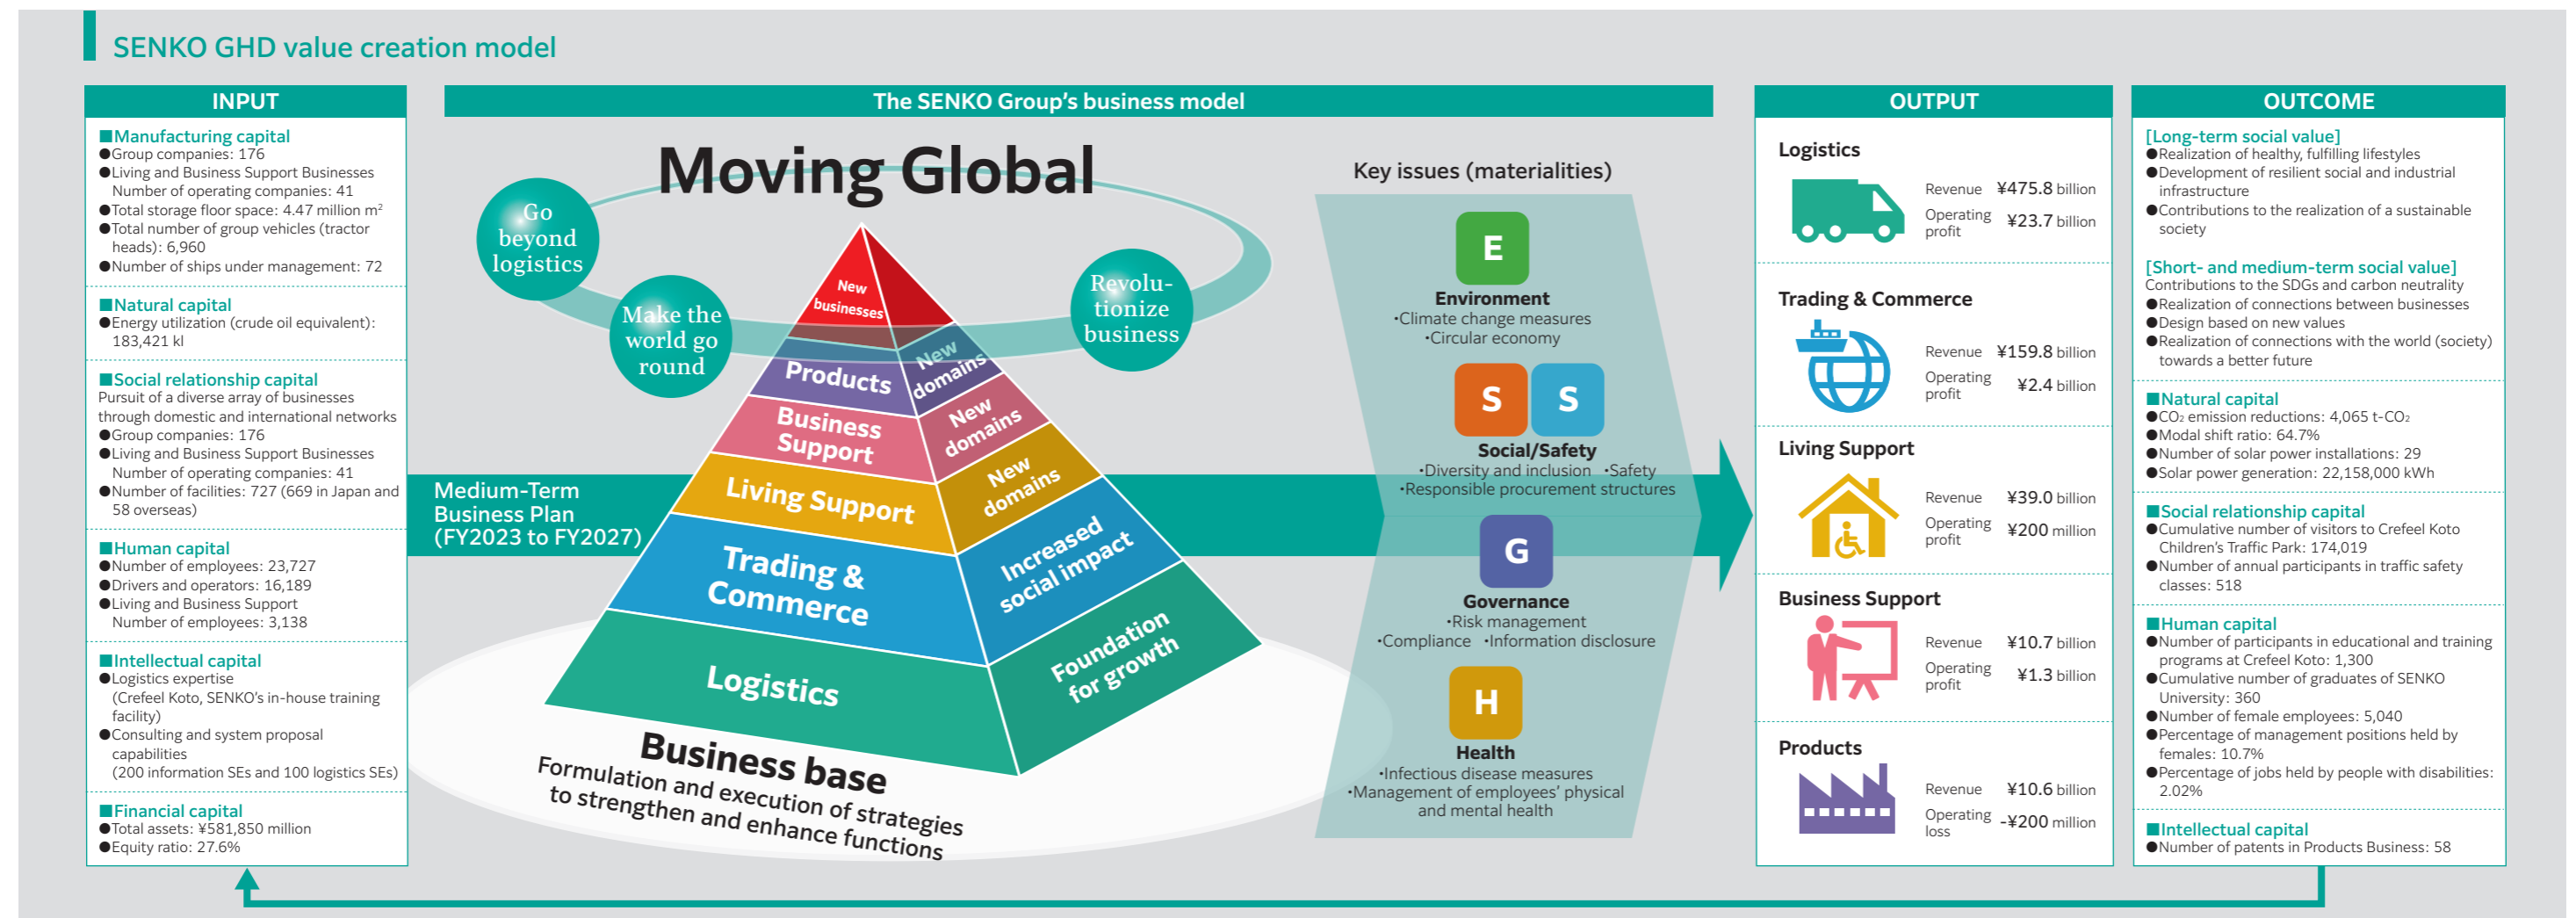 SENKO GHD value creation model
INPUT
■Manufacturing capital
●Group companies: 176
●Living and Business Support Businesses
Number of operating companies: 41
●Total storage floor space: 4.47 million m²
●Total number of group vehicles (tractor
heads): 6,960
●Number of ships under management: 72
■Natural capital
●Energy utilization (crude oil equivalent):
183,421 kl
■Social relationship capital
Pursuit of a diverse array of businesses
through domestic and international networks
●Group companies: 176
●Living and Business Support Businesses
Number of operating companies: 41
●Number of facilities: 727 (669 in Japan and
58 overseas)
■Human capital
●Number of employees: 23,727
●Drivers and operators: 16,189
●Living and Business Support
Number of employees: 3,138
■Intellectual capital
●Logistics expertise
(Crefeel Koto, SENKO's in-house training
facility)
●Consulting and system proposal
capabilities
(200 information SEs and 100 logistics SEs)
■Financial capital
●Total assets: ¥581,850 million
●Equity ratio: 27.6%
The SENKO Group's business model
Moving Global
Go
beyond
logistics
Make the
world go
round
Revolu-
tionize
business
New
businesses
Products
New
domains
Business
Support
New
domains
Living Support
New
domains
Trading &
Commerce
Increased
social impact
Logistics
Foundation
for growth
Medium-Term
Business Plan
(FY2023 to FY2027)
Business base
Formulation and execution of strategies
to strengthen and enhance functions
Key issues (materialities)
E
Environment
•Climate change measures
•Circular economy
S S
Social/Safety
•Diversity and inclusion •Safety
•Responsible procurement structures
G
Governance
•Risk management
•Compliance •Information disclosure
H
Health
•Infectious disease measures
•Management of employees' physical
and mental health
OUTPUT
Logistics
Revenue ¥475.8 billion
Operating
profit ¥23.7 billion
Trading & Commerce
Revenue ¥159.8 billion
Operating
profit ¥2.4 billion
Living Support
Revenue ¥39.0 billion
Operating
profit ¥200 million
Business Support
Revenue ¥10.7 billion
Operating
profit ¥1.3 billion
Products
Revenue ¥10.6 billion
Operating
loss -¥200 million
OUTCOME
[Long-term social value]
●Realization of healthy, fulfilling lifestyles
●Development of resilient social and industrial
infrastructure
●Contributions to the realization of a sustainable
society
[Short- and medium-term social value]
Contributions to the SDGs and carbon neutrality
●Realization of connections between businesses
●Design based on new values
●Realization of connections with the world (society)
towards a better future
■Natural capital
●CO₂ emission reductions: 4,065 t-CO₂
●Modal shift ratio: 64.7%
●Number of solar power installations: 29
●Solar power generation: 22,158,000 kWh
■Social relationship capital
●Cumulative number of visitors to Crefeel Koto
Children's Traffic Park: 174,019
●Number of annual participants in traffic safety
classes: 518
■Human capital
●Number of participants in educational and training
programs at Crefeel Koto: 1,300
●Cumulative number of graduates of SENKO
University: 360
●Number of female employees: 5,040
●Percentage of management positions held by
females: 10.7%
●Percentage of jobs held by people with disabilities:
2.02%
■Intellectual capital
●Number of patents in Products Business: 58